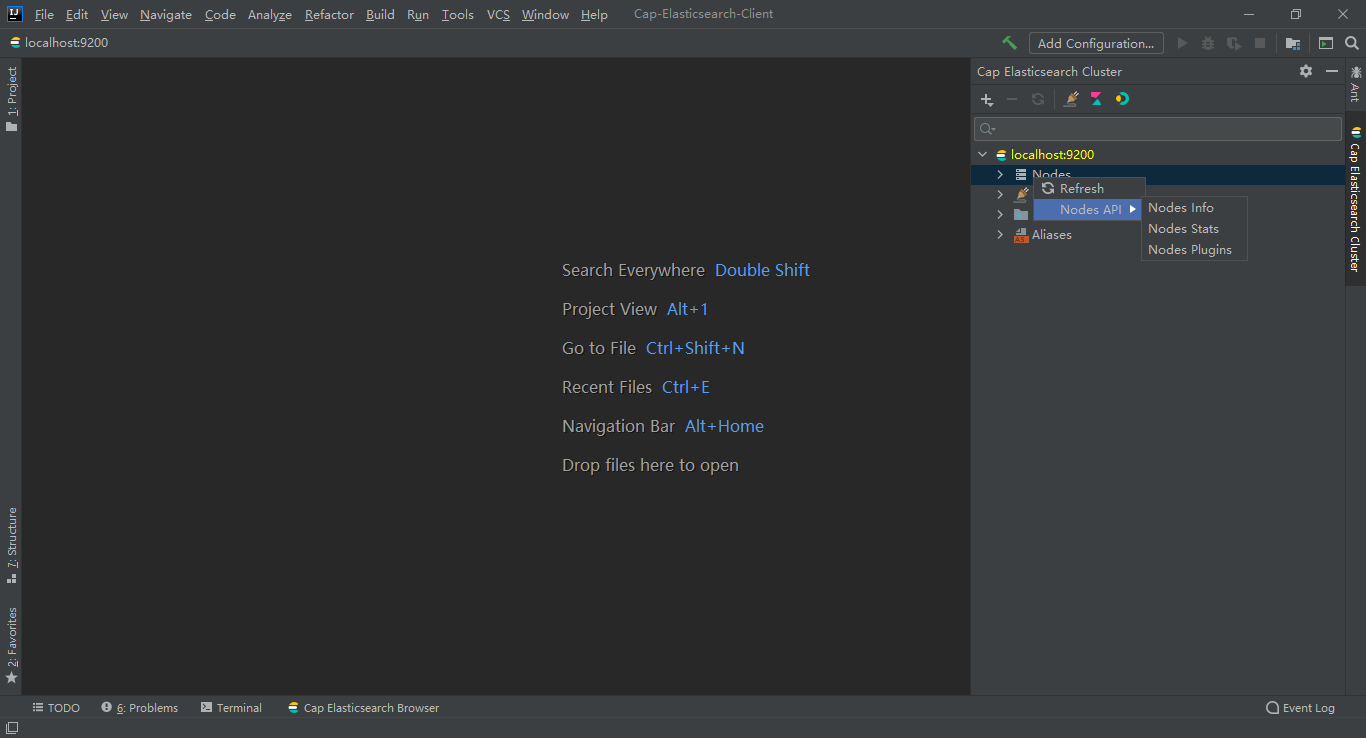 File Edit View Navigate Code Analyze Refactor Build Run Tools VCS Window Help Cap-Elasticsearch-Client
localhost:9200
Add Configuration...
1: Project
7: Structure
2: Favorites
Search Everywhere Double Shift
Project View Alt+1
Go to File Ctrl+Shift+N
Recent Files Ctrl+E
Navigation Bar Alt+Home
Drop files here to open
Cap Elasticsearch Cluster
localhost:9200
Nodes
Refresh
Nodes API
Nodes Info
Nodes Stats
Nodes Plugins
Aliases
Ant
Cap Elasticsearch Cluster
TODO 6: Problems Terminal Cap Elasticsearch Browser Event Log